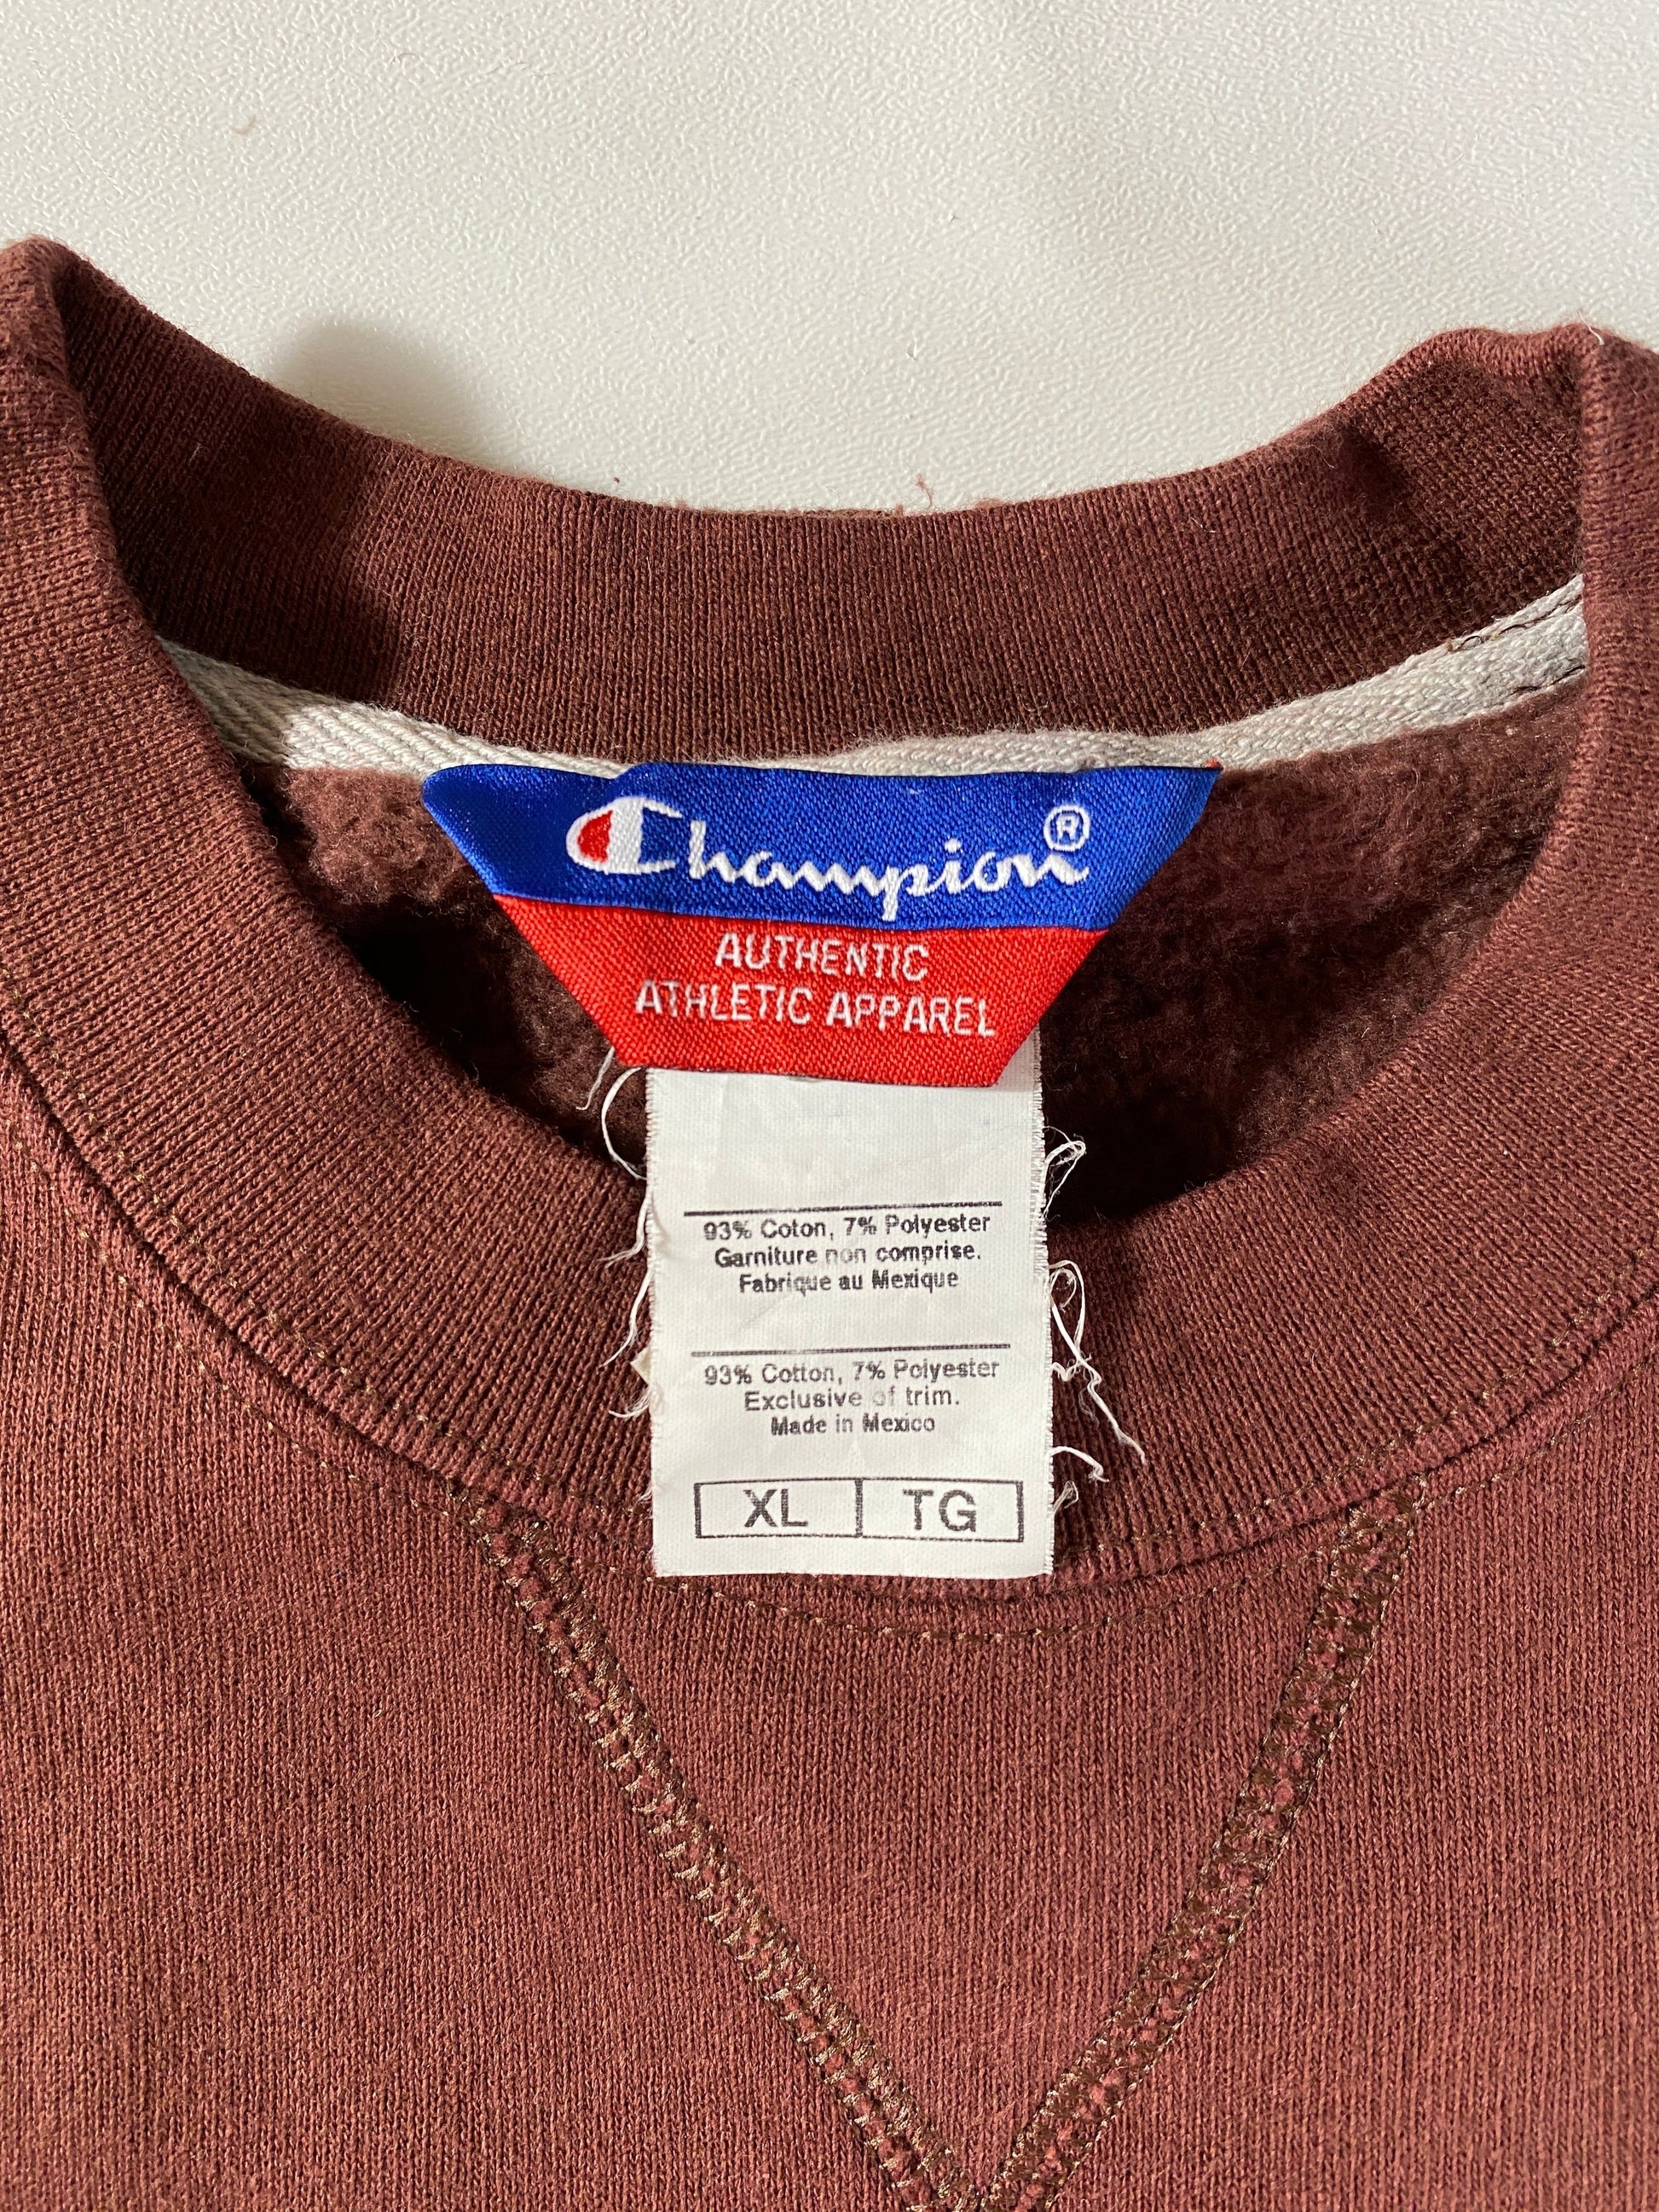 Champion®
AUTHENTIC
ATHLETIC APPAREL
93% Coton, 7% Polyester
Garniture non comprise.
Fabrique au Mexique
93% Cotton, 7% Polyester
Exclusive of trim.
Made in Mexico
XL TG